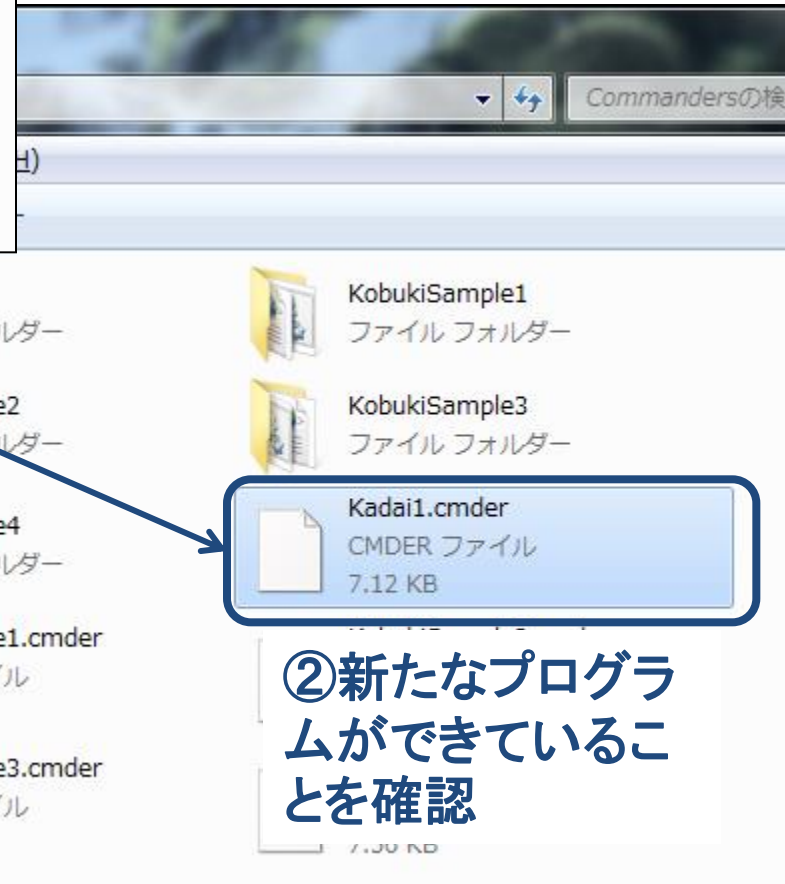 Commandersの検
H)
KobukiSample1
ルダー
ファイル フォルダー
e2
KobukiSample3
ルダー
ファイル フォルダー
Kadai1.cmder
e4
CMDER ファイル
ルダー
7.12 KB
e1.cmder
イル
②新たなプログラ
ムができているこ
とを確認
e3.cmder
イル